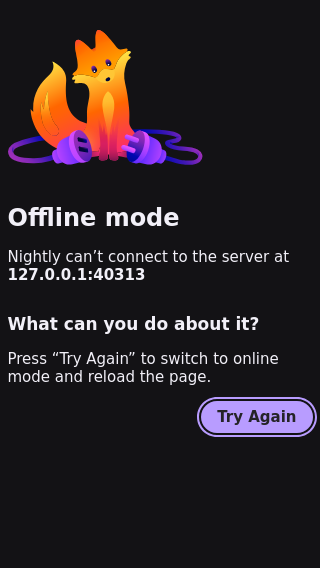 Offline mode
Nightly can’t connect to the server at
127.0.0.1:40313
What can you do about it?
Press “Try Again” to switch to online
mode and reload the page.
Try Again